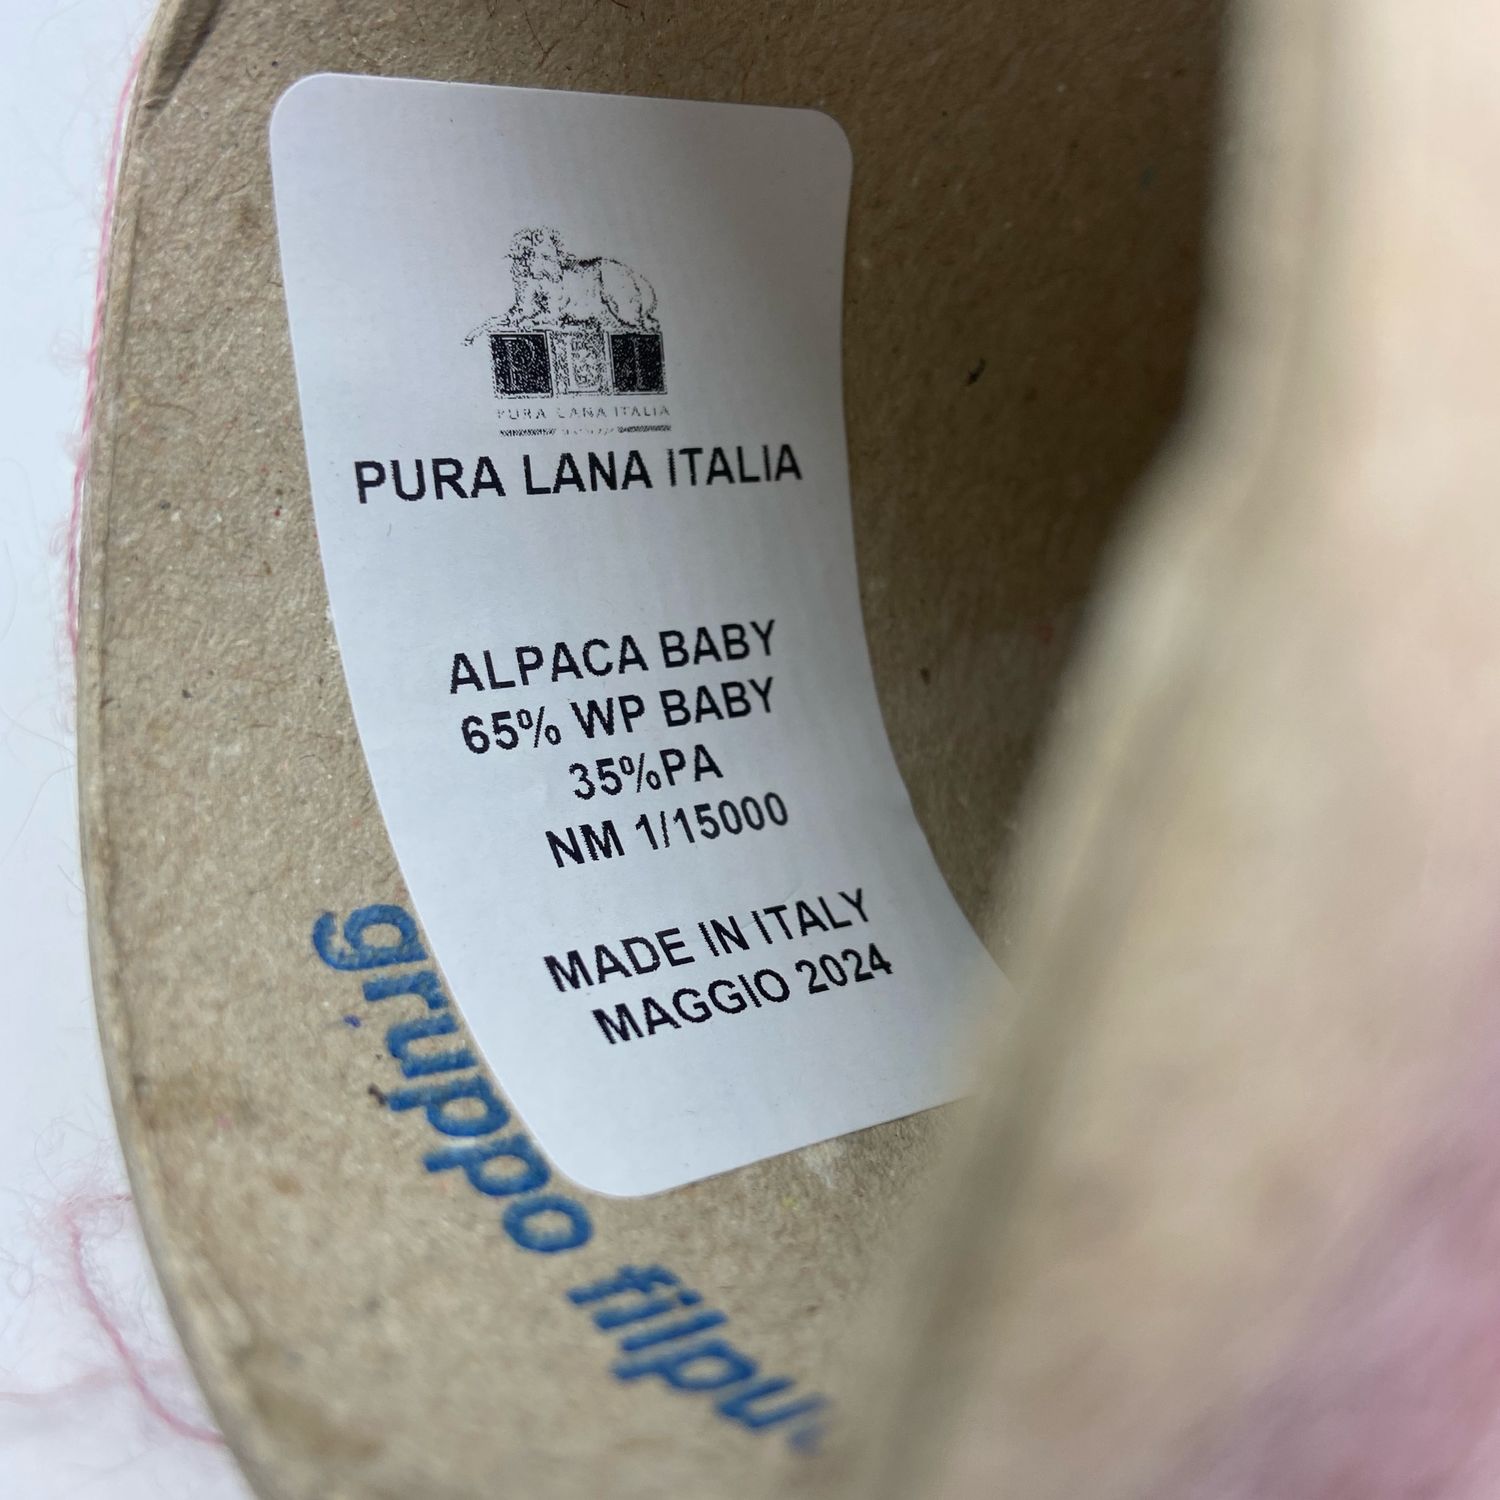 PLI
PURA LANA ITALIA
PURA LANA ITALIA
ALPACA BABY
65% WP BABY
35%PA
NM 1/15000
MADE IN ITALY
MAGGIO 2024
gruppo filpu